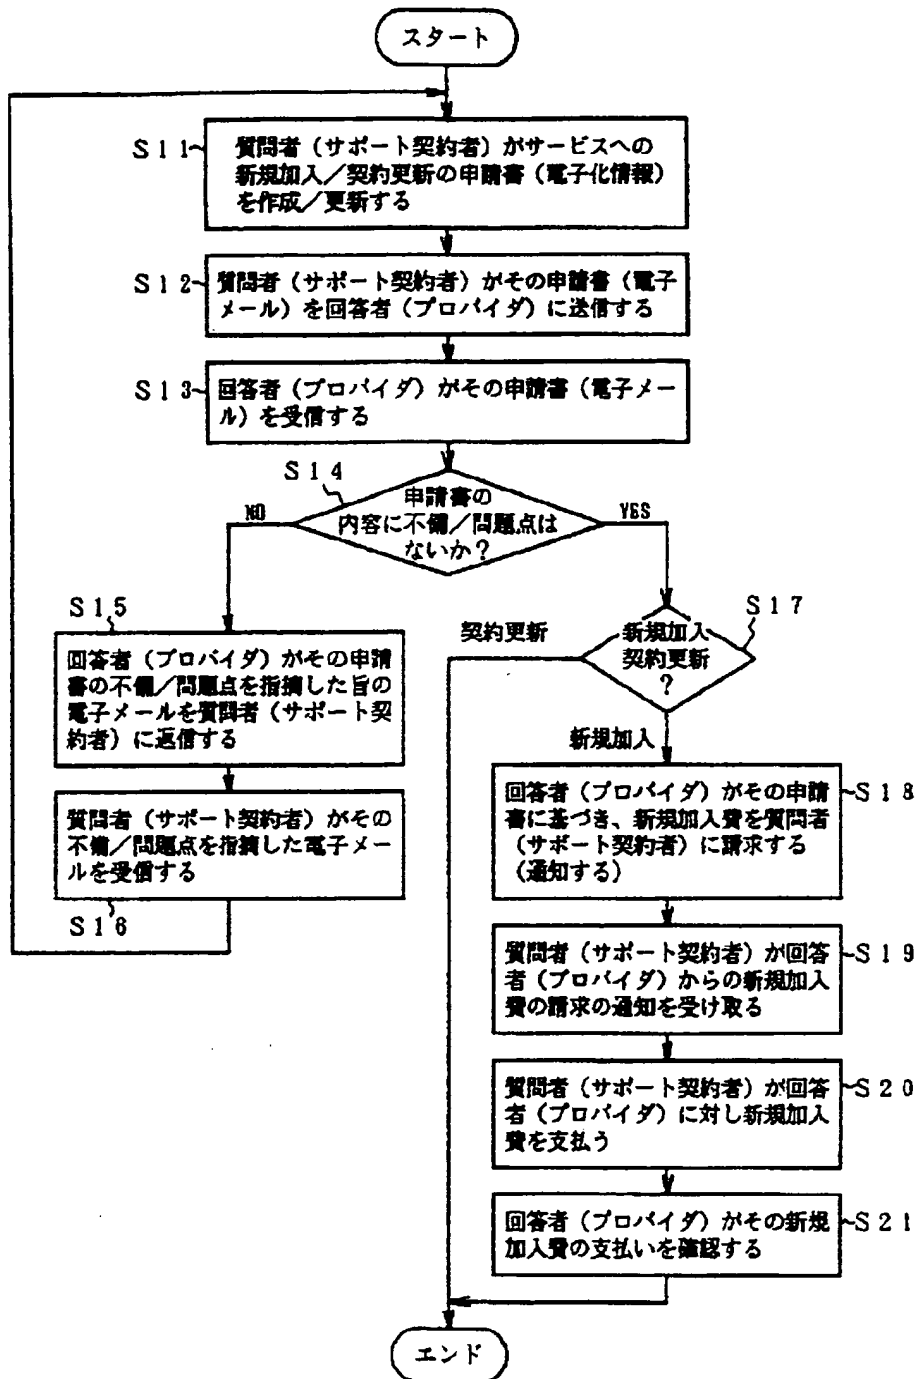 スタート
S11
質問者（サポート契約者）がサービスへの
新規加入／契約更新の申請書（電子化情報）
を作成／更新する
S12
質問者（サポート契約者）がその申請書（電子
メール）を回答者（プロバイダ）に送信する
S13
回答者（プロバイダ）がその申請書（電子メー
ル）を受信する
S14
申請書の
内容に不備／問題点は
ないか？
NO
YES
S15
回答者（プロバイダ）がその申請
書の不備／問題点を指摘した旨の
電子メールを質問者（サポート契
約者）に返信する
質問者（サポート契約者）がその
不備／問題点を指摘した電子メー
ルを受信する
S16
S17
新規加入
契約更新
？
契約更新
新規加入
回答者（プロバイダ）がその申請
書に基づき、新規加入費を質問者
（サポート契約者）に請求する
（通知する）
S18
質問者（サポート契約者）が回答
者（プロバイダ）からの新規加入
費の請求の通知を受け取る
S19
質問者（サポート契約者）が回答
者（プロバイダ）に対し新規加入
費を支払う
S20
回答者（プロバイダ）がその新規
加入費の支払いを確認する
S21
エンド